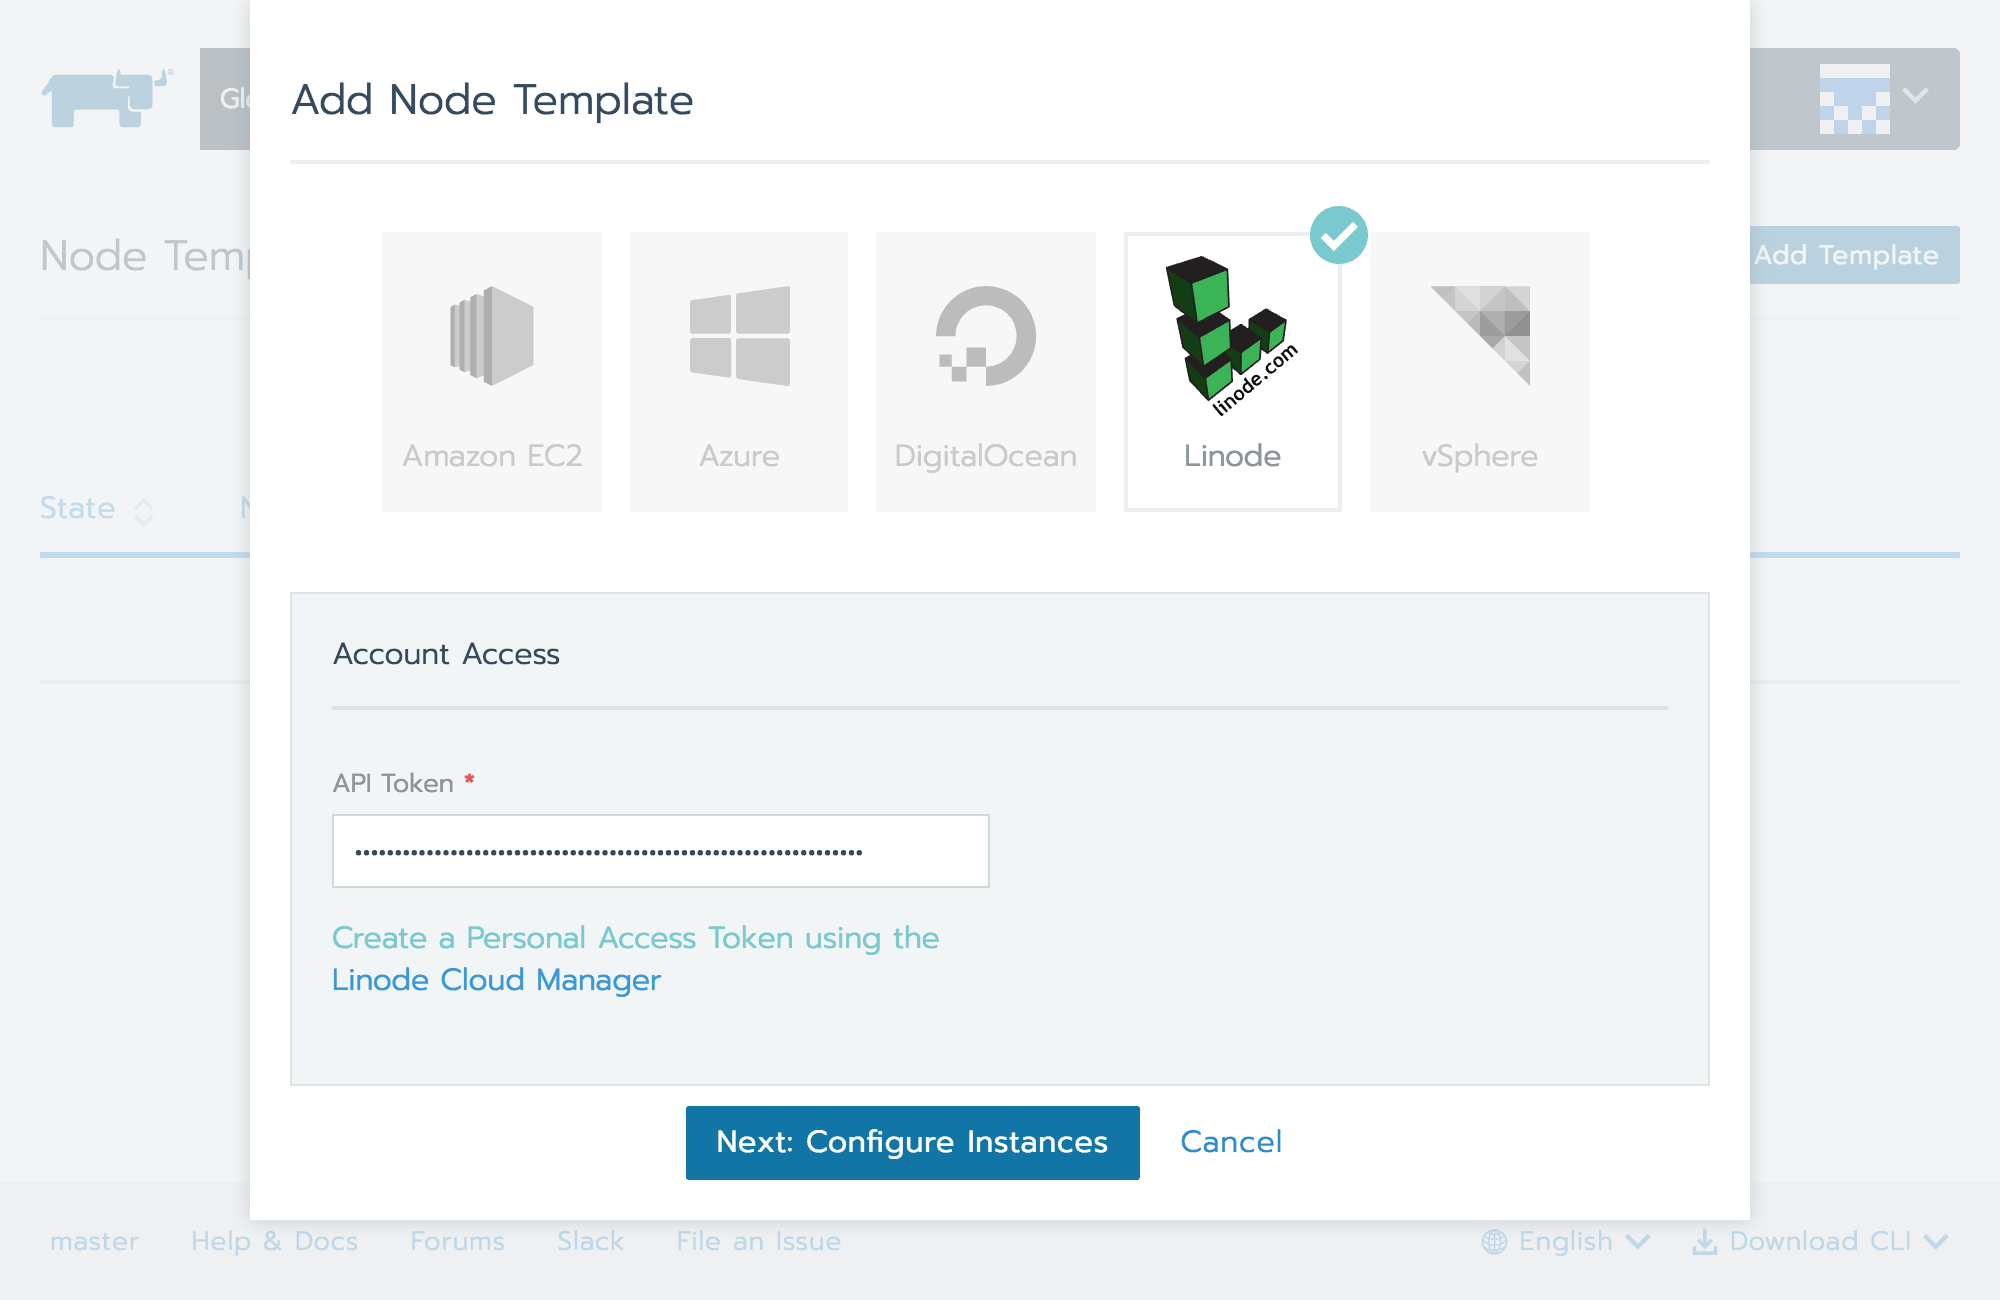 Add Node Template
Node Temp
Add Template
Amazon EC2
Azure
DigitalOcean
linode.com
Linode
vSphere
State
Account Access
API Token *
Create a Personal Access Token using the
Linode Cloud Manager
Next: Configure Instances
Cancel
master
Help & Docs
Forums
Slack
File an Issue
English
Download CLI